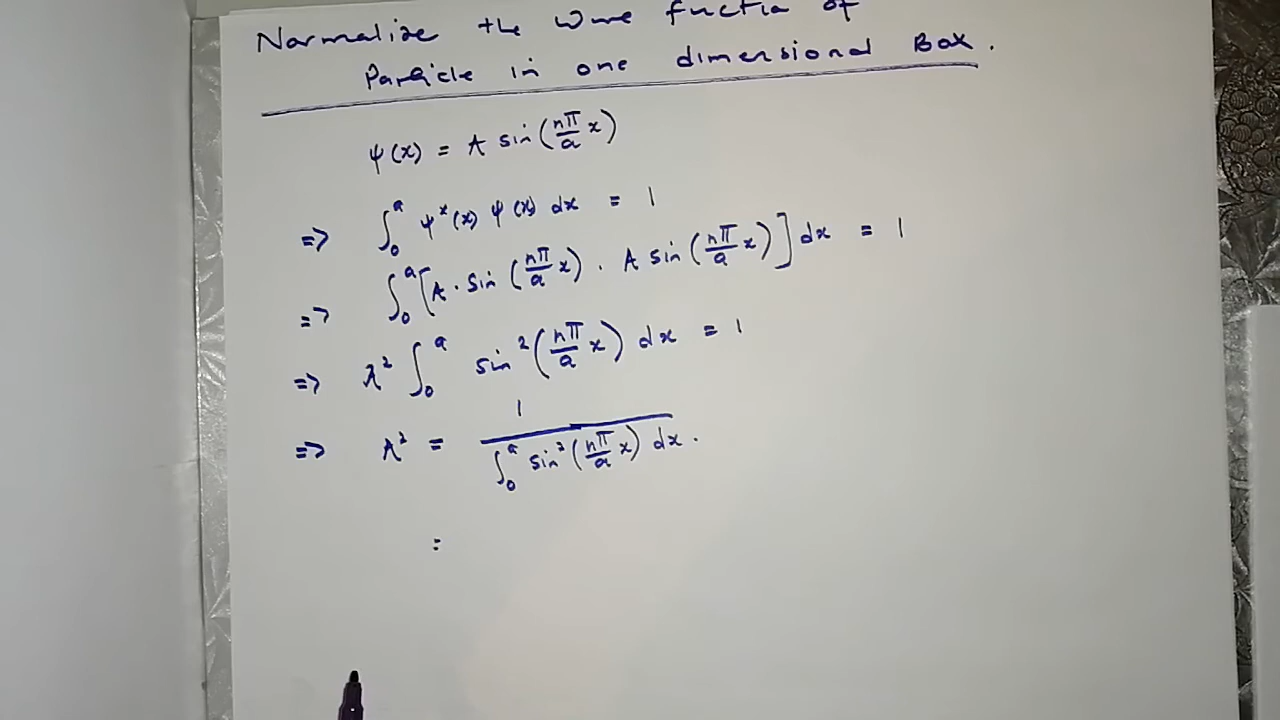 Normalize the Wave function of
Particle in one dimensional Box.
ψ(x) = A sin(nπ/a x)
=> ∫₀ᵃ ψ*(x) ψ(x) dx = 1
=> ∫₀ᵃ [A · sin(nπ/a x) · A sin(nπ/a x)] dx = 1
=> A² ∫₀ᵃ sin²(nπ/a x) dx = 1
=> A² = 1 / ∫₀ᵃ sin²(nπ/a x) dx.
=